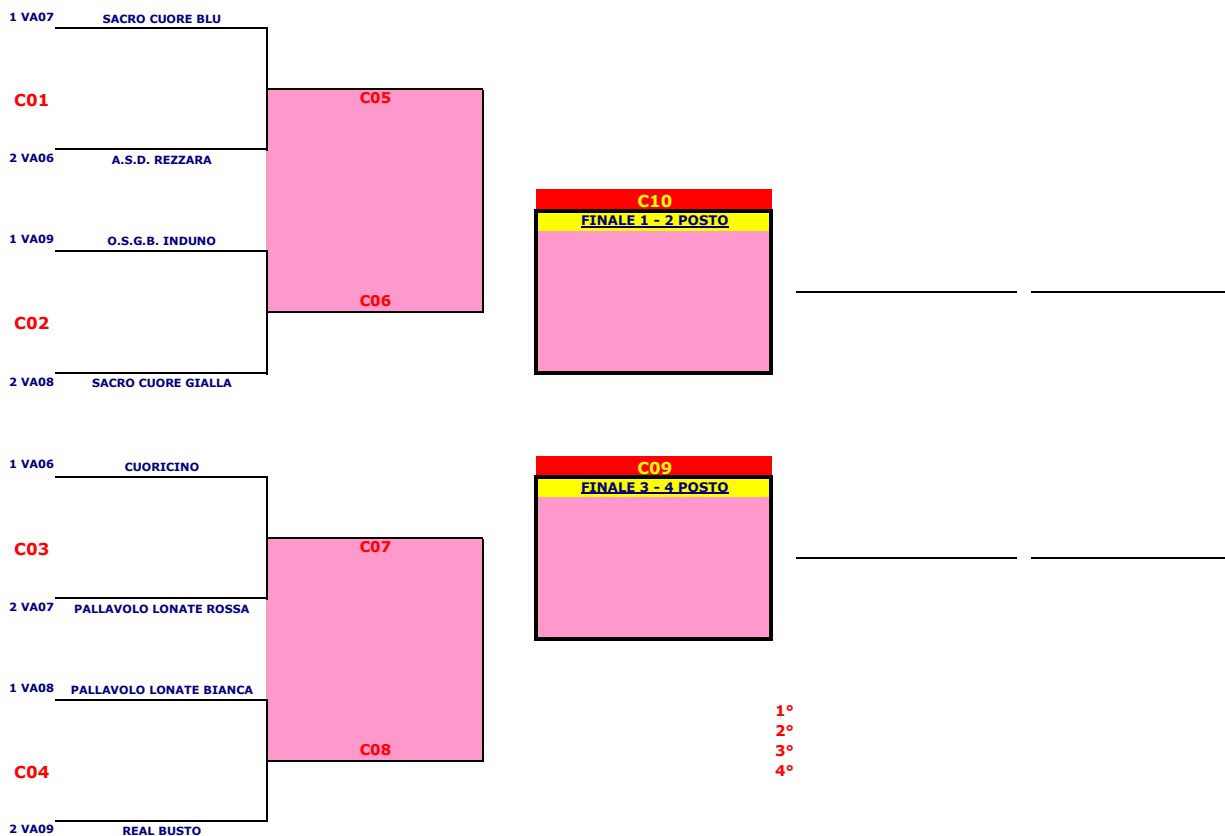 1 VA07 SACRO CUORE BLU
C01
C05
2 VA06 A.S.D. REZZARA
C10
FINALE 1 - 2 POSTO
1 VA09 O.S.G.B. INDUNO
C06
C02
2 VA08 SACRO CUORE GIALLA
1 VA06 CUORICINO
C09
FINALE 3 - 4 POSTO
C03
C07
2 VA07 PALLAVOLO LONATE ROSSA
1 VA08 PALLAVOLO LONATE BIANCA
1°
2°
3°
4°
C08
C04
2 VA09 REAL BUSTO